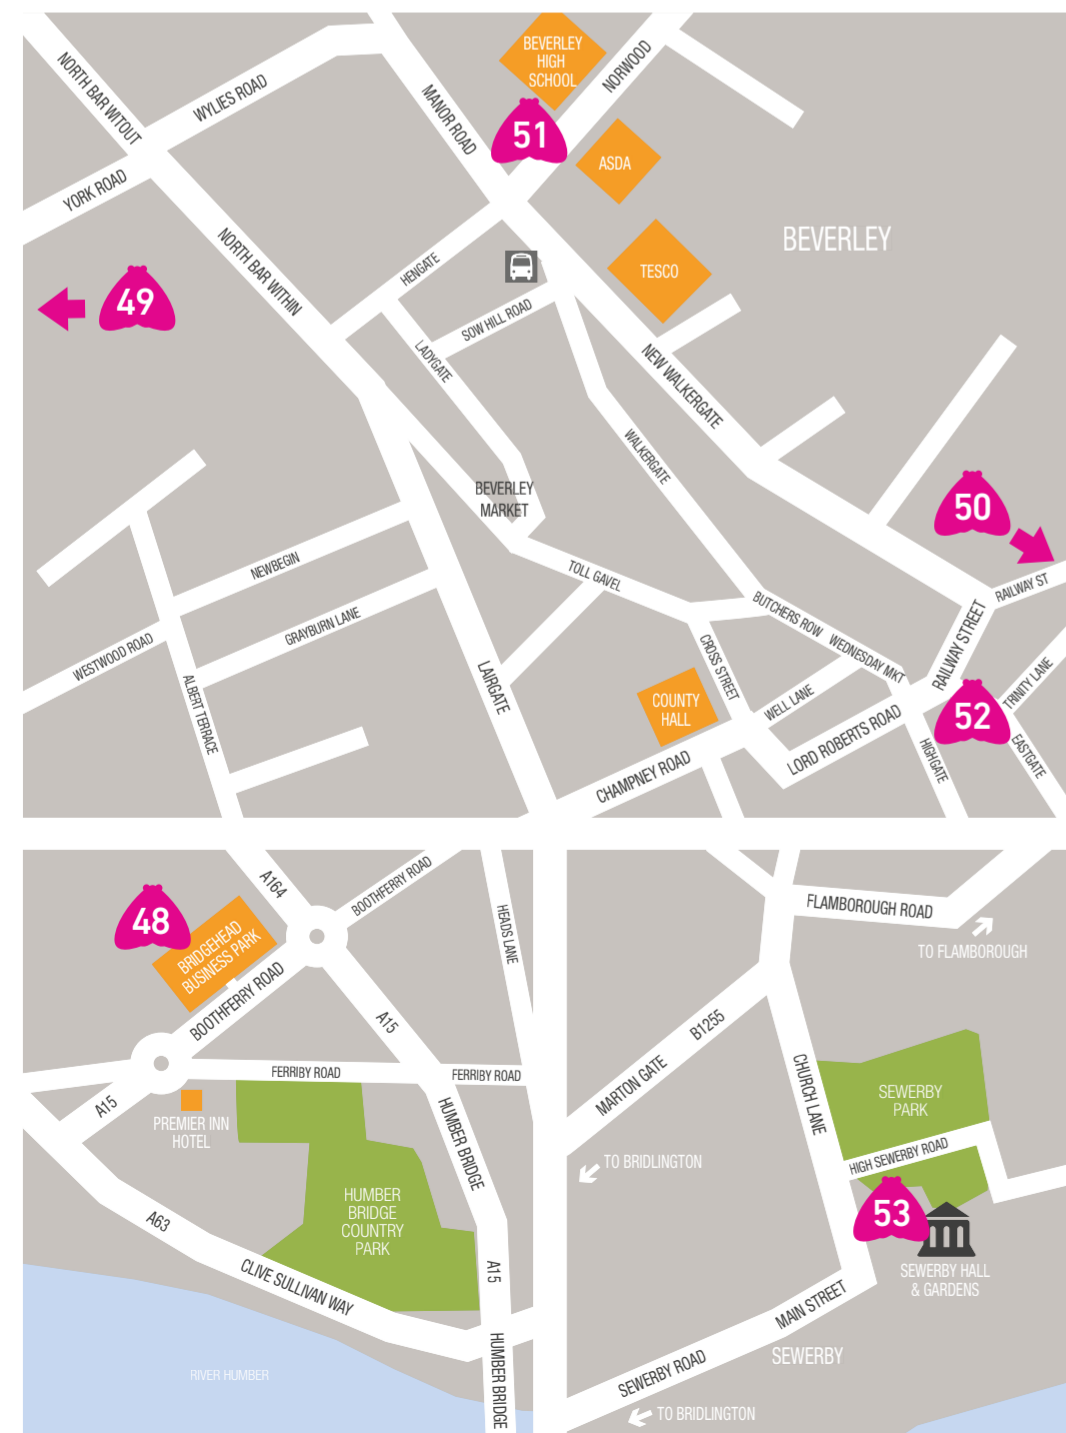 NORTH BAR WITOUT
WYLIES ROAD
YORK ROAD
MANOR ROAD
BEVERLEY
HIGH
SCHOOL
NORWOOD
51
ASDA
TESCO
BEVERLEY
NORTH BAR WITHIN
HENGATE
49
SOW HILL ROAD
LADYGATE
NEW WALKERGATE
WALKERGATE
BEVERLEY
MARKET
50
NEWBEGIN
TOLL GAVEL
RAILWAY ST
GRAYBURN LANE
BUTCHERS ROW
WEDNESDAY MKT
RAILWAY STREET
WESTWOOD ROAD
ALBERT TERRACE
LAIRGATE
CROSS STREET
COUNTY
HALL
WELL LANE
TRINITY LANE
52
LORD ROBERTS ROAD
HIGHGATE
EASTGATE
CHAMPNEY ROAD
A164
BOOTHFERRY ROAD
HEADS LANE
48
BRIDGEHEAD
BUSINESS PARK
BOOTHFERRY ROAD
A15
FERRIBY ROAD
FERRIBY ROAD
A15
PREMIER INN
HOTEL
HUMBER BRIDGE
HUMBER
BRIDGE
COUNTRY
PARK
A63
CLIVE SULLIVAN WAY
A15
HUMBER BRIDGE
RIVER HUMBER
FLAMBOROUGH ROAD
TO FLAMBOROUGH
B1255
MARTON GATE
CHURCH LANE
SEWERBY
PARK
HIGH SEWERBY ROAD
TO BRIDLINGTON
53
SEWERBY HALL
& GARDENS
MAIN STREET
SEWERBY
SEWERBY ROAD
TO BRIDLINGTON